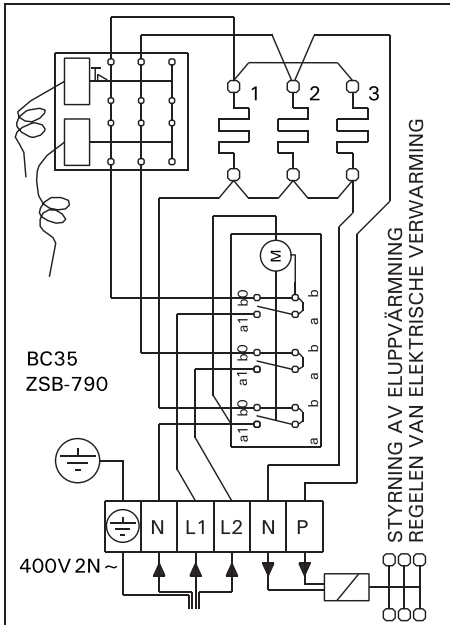 1 2 3
M
b0 b
a1 a
b0 b
a1 a
b0 b
a1 a
BC35
ZSB-790
STYRNING AV ELUPPVÄRMNING
REGELEN VAN ELEKTRISCHE VERWARMING
N L1 L2 N P
400V 2N~